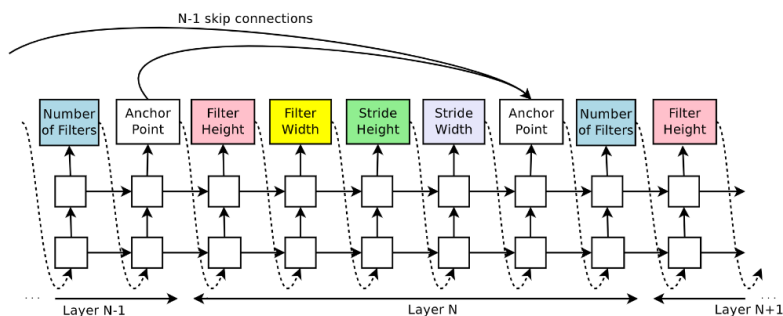 N-1 skip connections
Number
of Filters
Anchor
Point
Filter
Height
Filter
Width
Stride
Height
Stride
Width
Anchor
Point
Number
of Filters
Filter
Height
...
...
Layer N-1
Layer N
Layer N+1